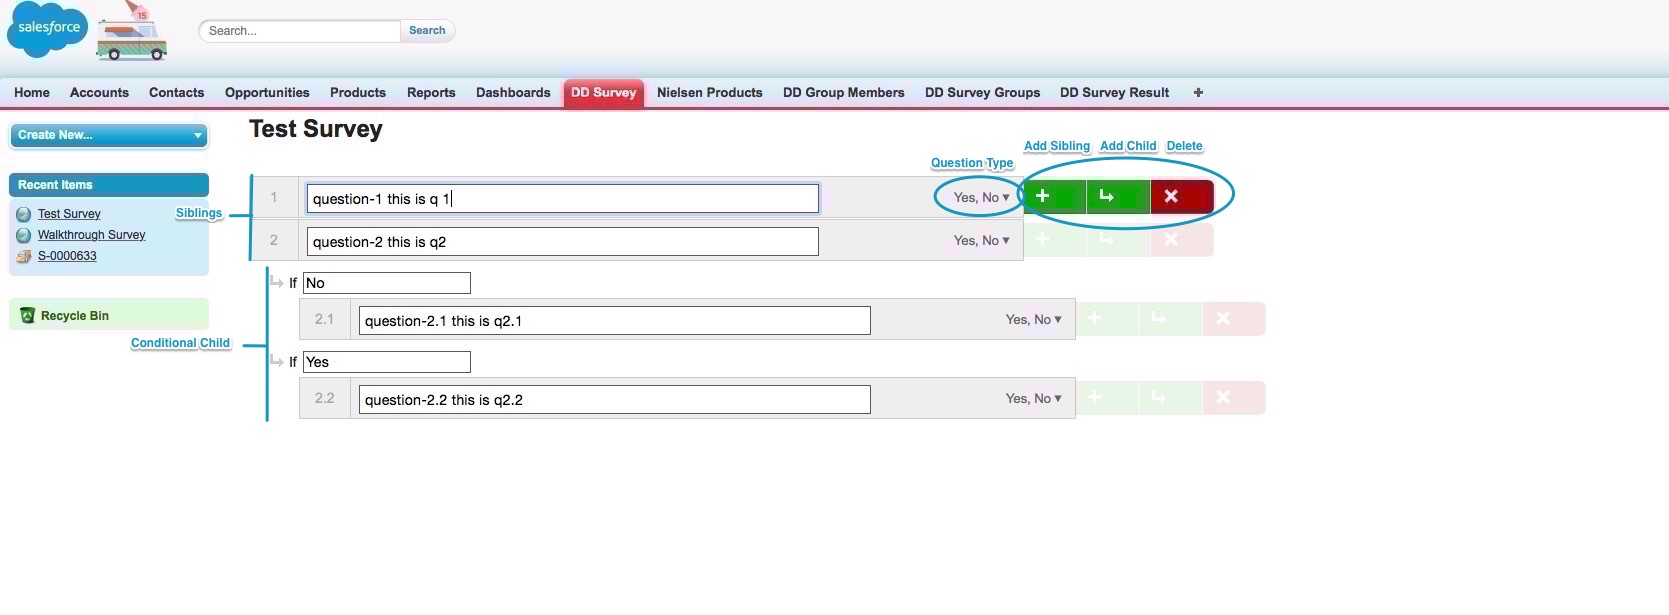 salesforce
15
Search...
Search
Home Accounts Contacts Opportunities Products Reports Dashboards DD Survey Nielsen Products DD Group Members DD Survey Groups DD Survey Result +
Create New...
Test Survey
Add Sibling Add Child Delete
Question Type
Recent Items
Test Survey
Walkthrough Survey
S-0000633
Recycle Bin
Siblings
1 question-1 this is q 1 Yes, No ▾
2 question-2 this is q2 Yes, No ▾
If No
2.1 question-2.1 this is q2.1 Yes, No ▾
Conditional Child
If Yes
2.2 question-2.2 this is q2.2 Yes, No ▾